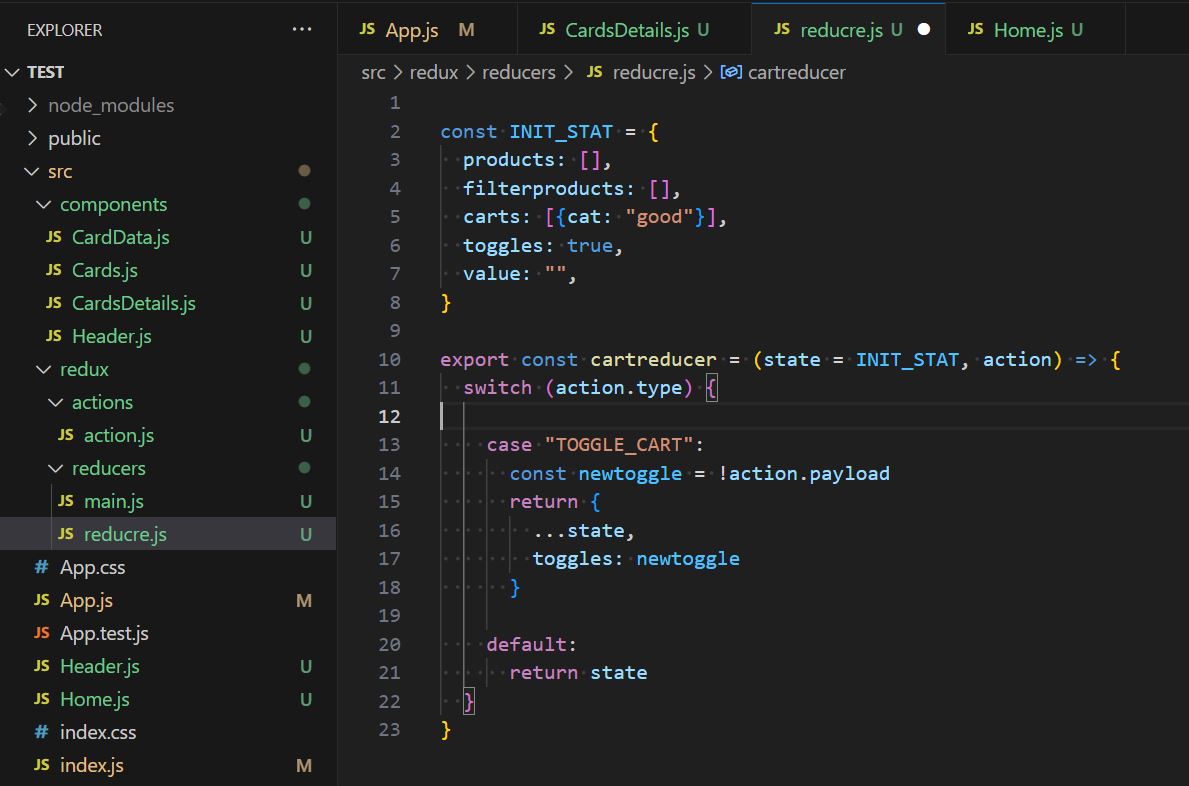 EXPLORER ...
TEST
node_modules
public
src
components
JS CardData.js U
JS Cards.js U
JS CardsDetails.js U
JS Header.js U
redux
actions
JS action.js U
reducers
JS main.js U
JS reducre.js U
# App.css
JS App.js M
JS App.test.js
JS Header.js U
JS Home.js U
# index.css
JS index.js M
JS App.js M JS CardsDetails.js U JS reducre.js U JS Home.js U
src > redux > reducers > JS reducre.js > cartreducer
1
2 const INIT_STAT = {
3   products: [],
4   filterproducts: [],
5   carts: [{cat: "good"}],
6   toggles: true,
7   value: "",
8 }
9
10 export const cartreducer = (state = INIT_STAT, action) => {
11   switch (action.type) {
12
13     case "TOGGLE_CART":
14       const newtoggle = !action.payload
15       return {
16         ...state,
17         toggles: newtoggle
18       }
19
20     default:
21       return state
22   }
23 }